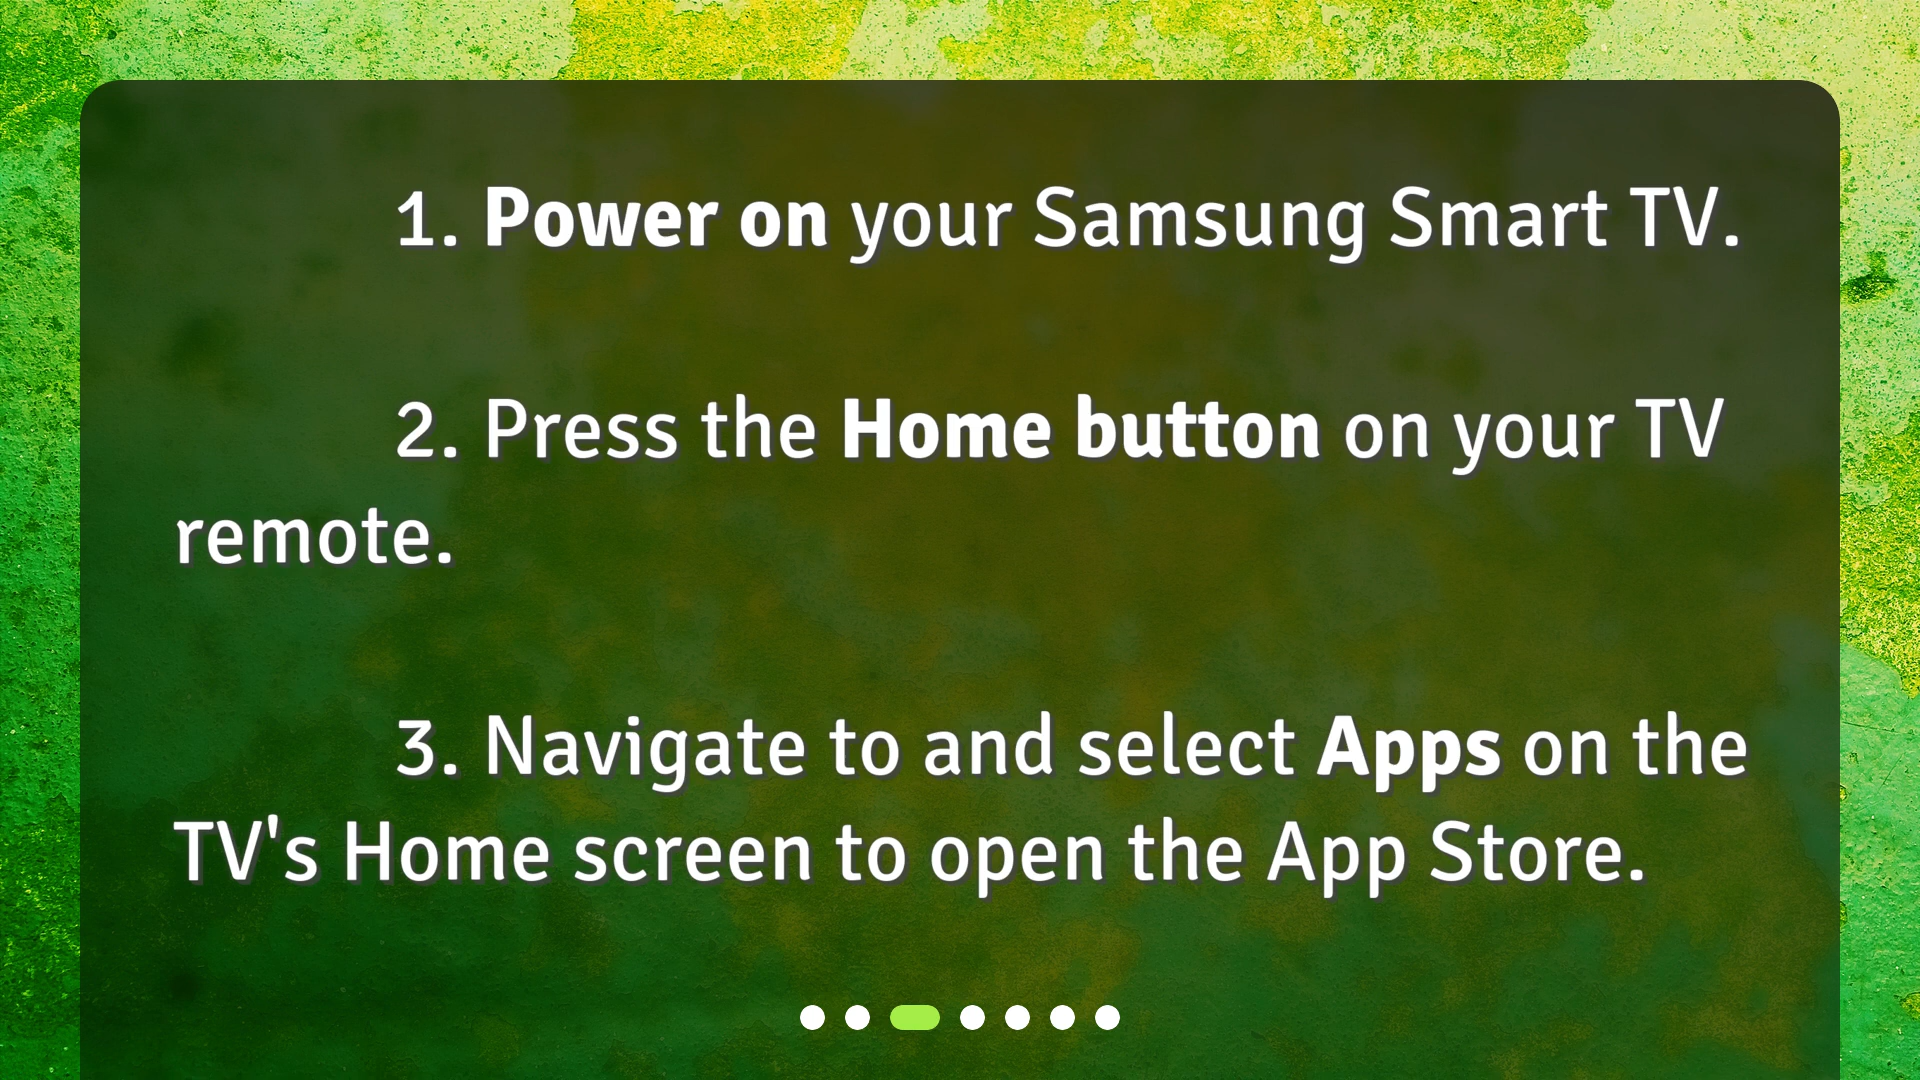 1. Power on your Samsung Smart TV.
2. Press the Home button on your TV
remote.
3. Navigate to and select Apps on the
TV's Home screen to open the App Store.